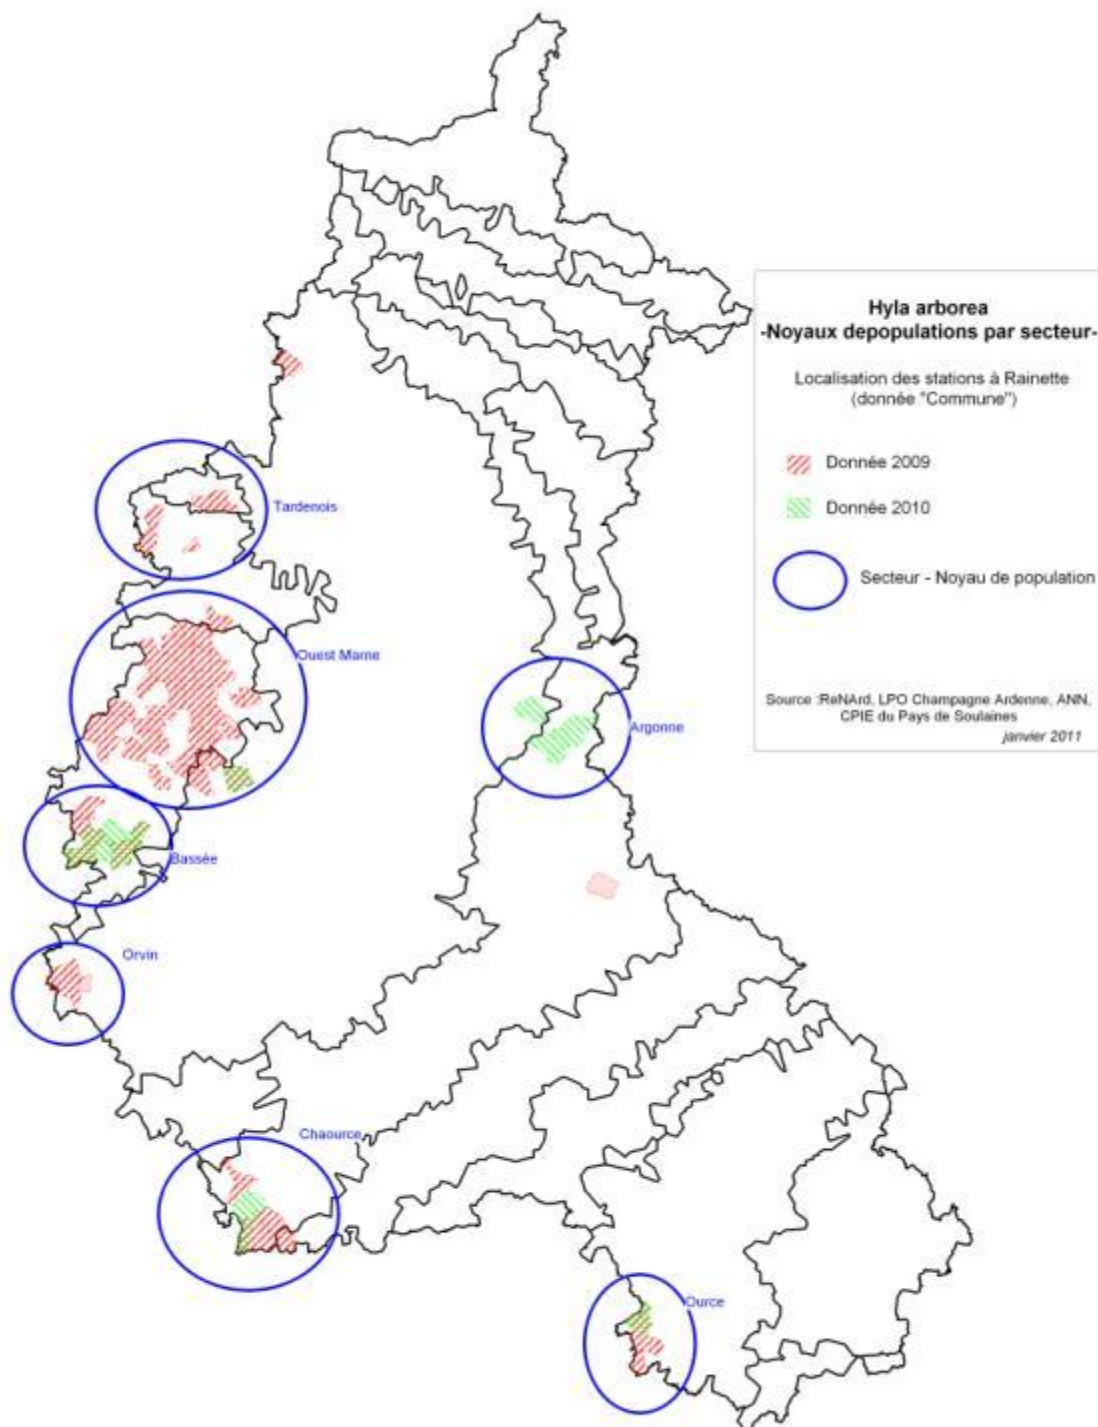 Hyla arborea
-Noyaux depopulations par secteur-
Localisation des stations à Rainette
(donnée "Commune")
Donnée 2009
Donnée 2010
Secteur - Noyau de population
Source :ReNArd, LPO Champagne Ardenne, ANN,
CPIE du Pays de Soulaines
janvier 2011
Tardenois
Ouest Marne
Argonne
Bassée
Orvin
Chaource
Ource